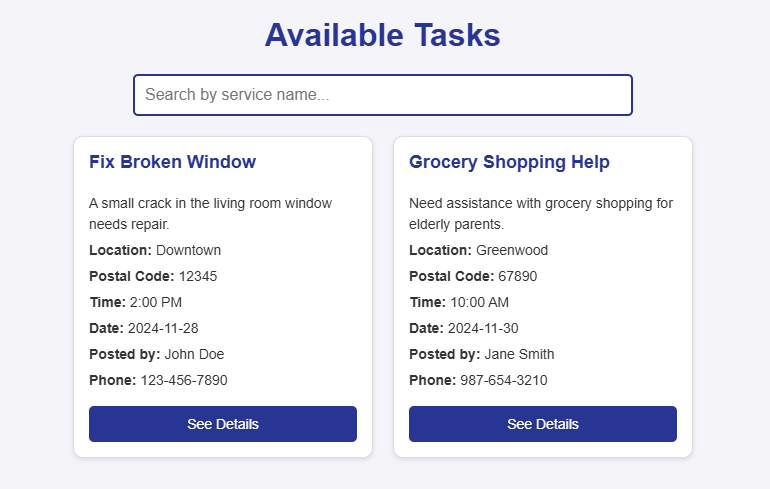 Available Tasks
Search by service name...
Fix Broken Window
A small crack in the living room window
needs repair.
Location: Downtown
Postal Code: 12345
Time: 2:00 PM
Date: 2024-11-28
Posted by: John Doe
Phone: 123-456-7890
See Details
Grocery Shopping Help
Need assistance with grocery shopping for
elderly parents.
Location: Greenwood
Postal Code: 67890
Time: 10:00 AM
Date: 2024-11-30
Posted by: Jane Smith
Phone: 987-654-3210
See Details